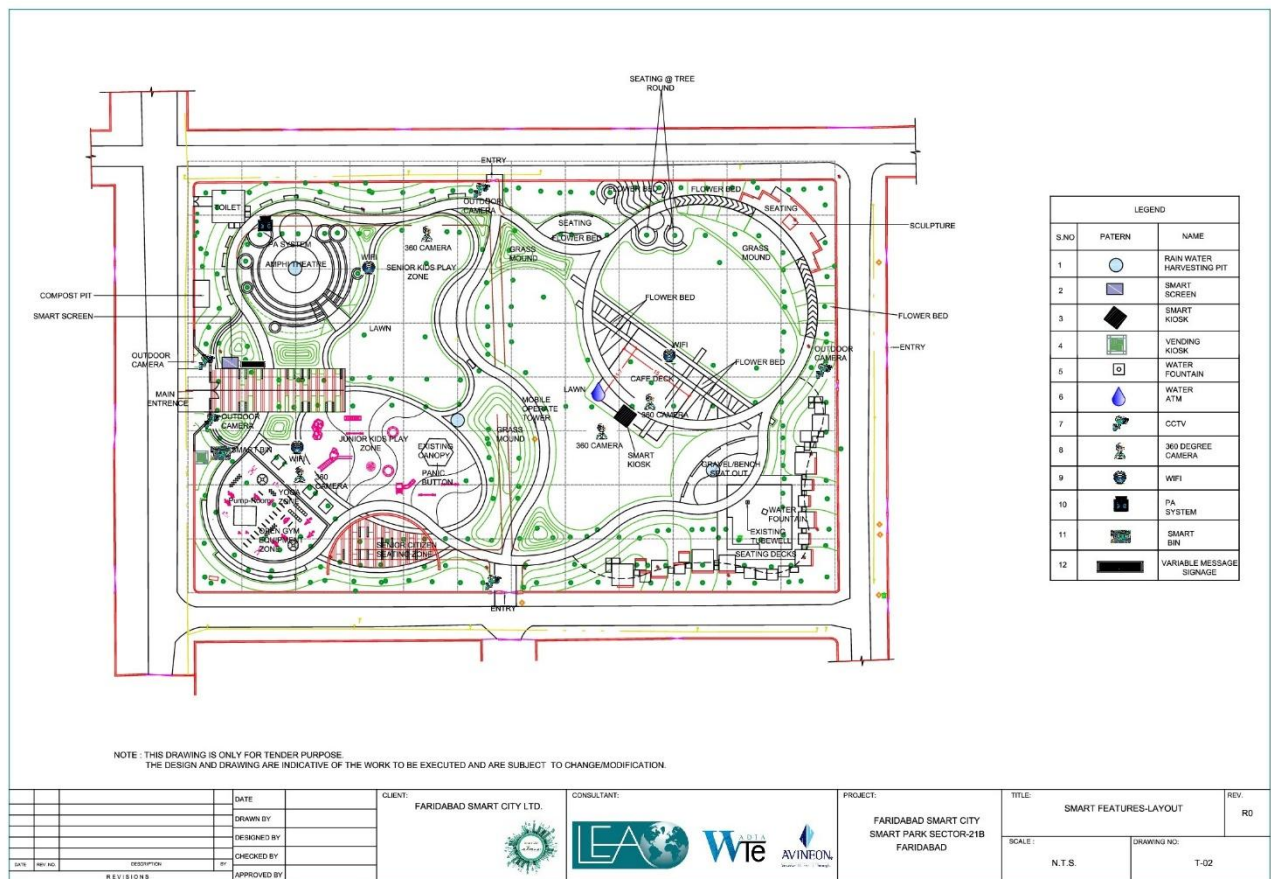 SEATING @ TREE
ROUND
ENTRY
TOILET
OUTDOOR
CAMERA
FLOWER BED
FLOWER BED
SEATING
SCULPTURE
PA SYSTEM
360 CAMERA
SEATING
FLOWER BED
GRASS
MOUND
GRASS
MOUND
AMPHI THEATRE
WIFI
SENIOR KIDS PLAY
ZONE
COMPOST PIT
SMART SCREEN
LAWN
FLOWER BED
FLOWER BED
ENTRY
OUTDOOR
CAMERA
WIFI
OUTDOOR
CAMERA
FLOWER BED
MAIN
ENTRENCE
LAWN
CAFE DECK
MOBILE
OPERATE
TOWER
360 CAMERA
OUTDOOR
CAMERA
JUNIOR KIDS PLAY
ZONE
GRASS
MOUND
360 CAMERA
EXISTING
CANOPY
SMART BIN
WIFI
SMART
KIOSK
GRAVEL/BENCH
SEAT OUT
PANIC
BUTTON
360
CAMERA
YOGA
ZONE
Pump-Room
WATER
FOUNTAIN
OPEN GYM
EQUIPMENT
ZONE
EXISTING
TUBEWELL
SENIOR CITIZEN
SEATING ZONE
SEATING DECKS
ENTRY
LEGEND
S.NO PATERN NAME
1 RAIN WATER
HARVESTING PIT
2 SMART
SCREEN
3 SMART
KIOSK
4 VENDING
KIOSK
5 WATER
FOUNTAIN
6 WATER
ATM
7 CCTV
8 360 DEGREE
CAMERA
9 WIFI
10 PA
SYSTEM
11 SMART
BIN
12 VARIABLE MESSAGE
SIGNAGE
NOTE : THIS DRAWING IS ONLY FOR TENDER PURPOSE.
THE DESIGN AND DRAWING ARE INDICATIVE OF THE WORK TO BE EXECUTED AND ARE SUBJECT TO CHANGE/MODIFICATION.
DATE REV NO. DESCRIPTION BY
REVISIONS
DATE
DRAWN BY
DESIGNED BY
CHECKED BY
APPROVED BY
CLIENT:
FARIDABAD SMART CITY LTD.
CONSULTANT:
LEA
WADIA
WTe
AVINEON
PROJECT:
FARIDABAD SMART CITY
SMART PARK SECTOR-21B
FARIDABAD
TITLE:
SMART FEATURES-LAYOUT
REV.
R0
SCALE :
N.T.S.
DRAWING NO:
T-02